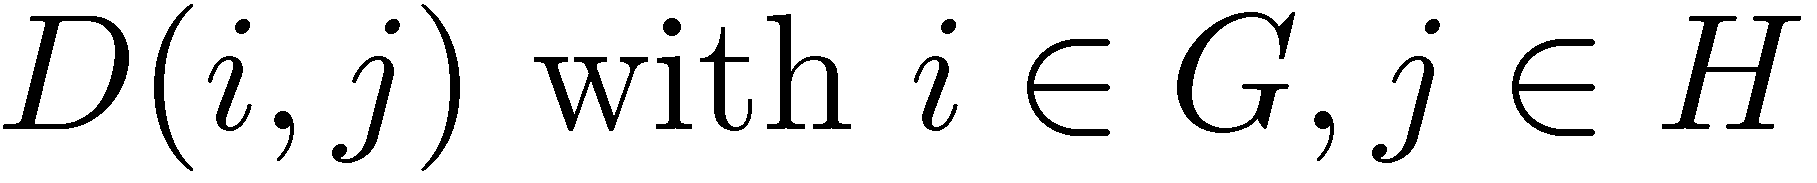 D(i, j) with i ∈ G, j ∈ H